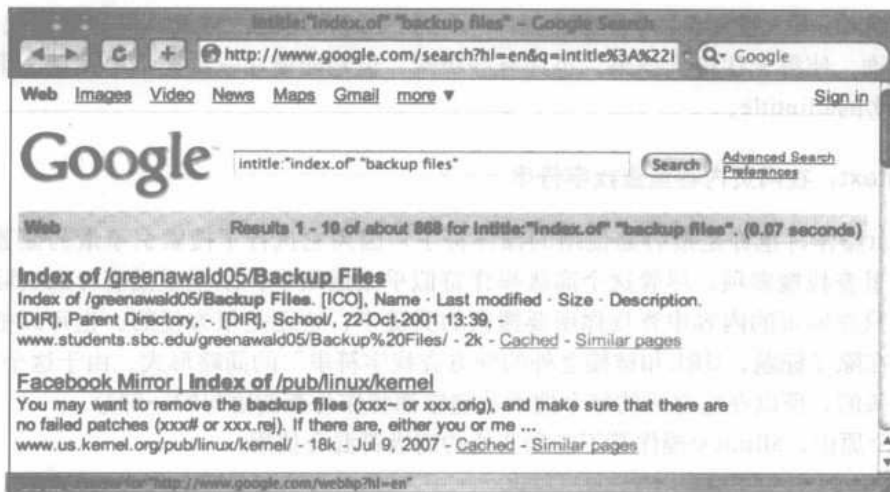 intitle:"index.of" "backup files" - Google Search
http://www.google.com/search?hl=en&q=intitle%3A%22i
Google
Web Images Video News Maps Gmail more ▼
Sign in
Google
intitle:"index.of" "backup files"
Search
Advanced Search
Preferences
Web
Results 1 - 10 of about 868 for intitle:"index.of" "backup files". (0.07 seconds)
Index of /greenawald05/Backup Files
Index of /greenawald05/Backup Files. [ICO], Name · Last modified · Size · Description.
[DIR], Parent Directory, -. [DIR], School/, 22-Oct-2001 13:39, -
www.students.sbc.edu/greenawald05/Backup%20Files/ - 2k - Cached - Similar pages
Facebook Mirror | Index of /pub/linux/kernel
You may want to remove the backup files (xxx~ or xxx.orig), and make sure that there are
no failed patches (xxx# or xxx.rej). If there are, either you or me ...
www.us.kernel.org/pub/linux/kernel/ - 18k - Jul 9, 2007 - Cached - Similar pages
"http://www.google.com/webhp?hl=en"